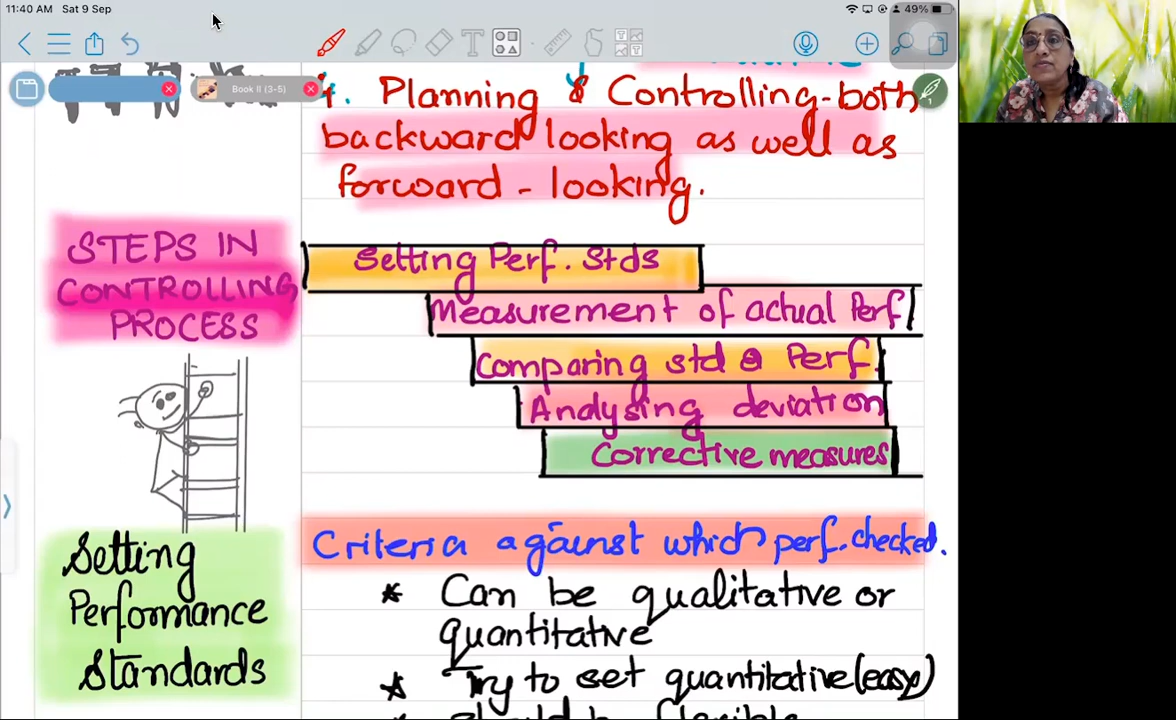 11:40 AM Sat 9 Sep
49%
Book II (3-5)
4. Planning & Controlling-both
backward looking as well as
forward - looking.
STEPS IN
CONTROLLING
PROCESS
Setting Perf. Stds
Measurement of actual Perf
Comparing std & Perf.
Analysing deviation
Corrective measures
Setting
Performance
Standards
Criteria against which perf. checked.
* Can be qualitative or
quantitative
* Try to set quantitative (easy)
* should b flexible